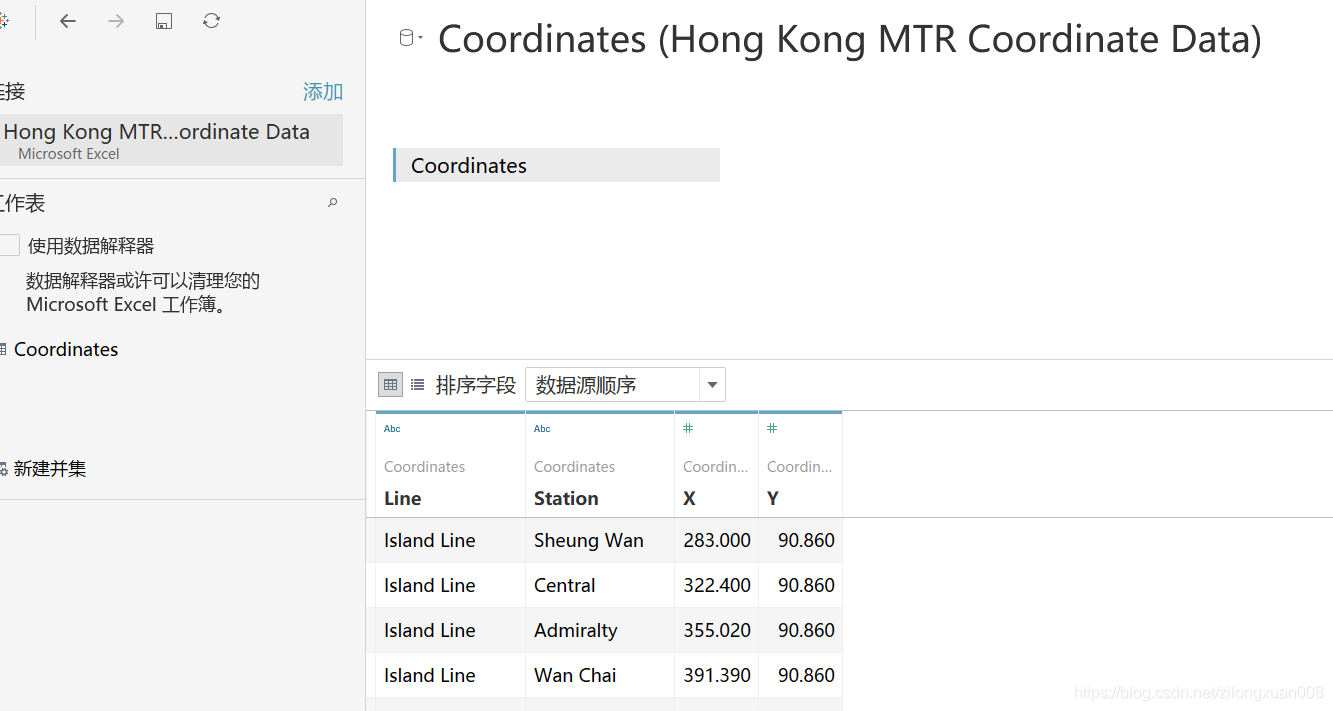 Coordinates (Hong Kong MTR Coordinate Data)
连接
添加
Hong Kong MTR...ordinate Data
Microsoft Excel
工作表
使用数据解释器
数据解释器或许可以清理您的
Microsoft Excel 工作簿。
Coordinates
新建并集
Coordinates
排序字段 数据源顺序
Abc Abc # #
Coordinates Coordinates Coordin... Coordin...
Line Station X Y
Island Line Sheung Wan 283.000 90.860
Island Line Central 322.400 90.860
Island Line Admiralty 355.020 90.860
Island Line Wan Chai 391.390 90.860
https://blog.csdn.net/zilongxuan008